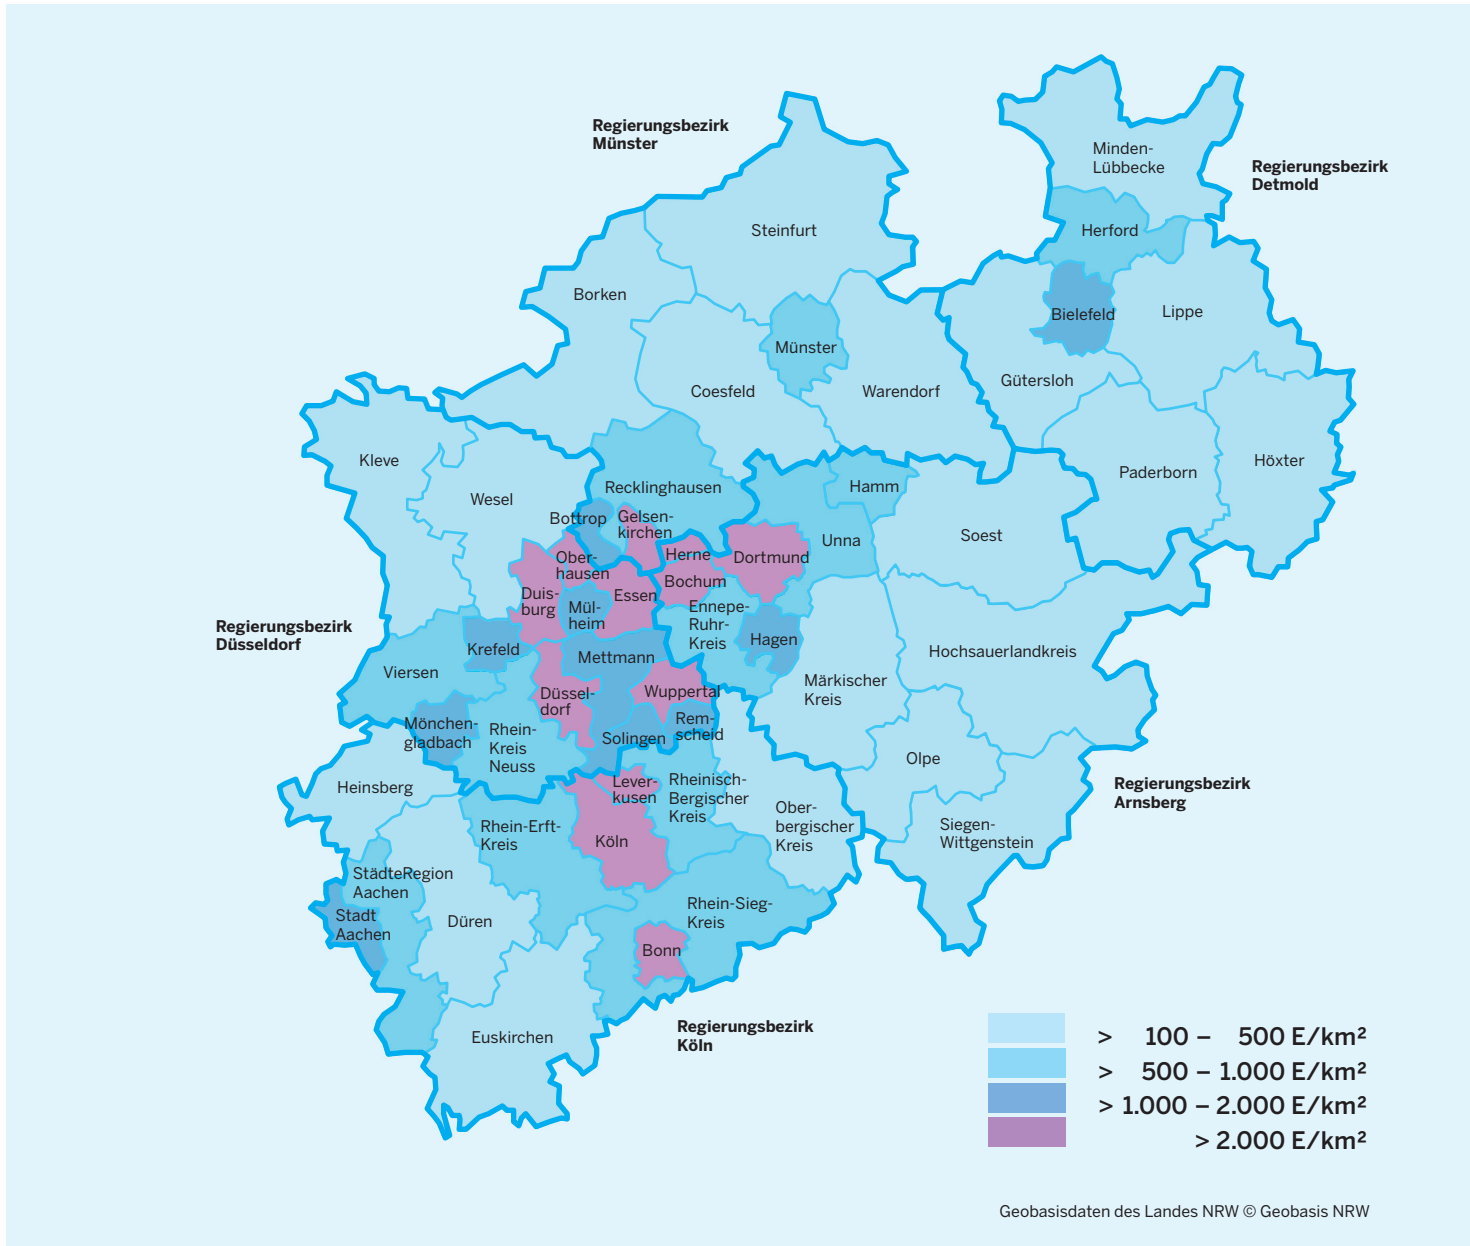 Regierungsbezirk
Münster
Minden-
Lübbecke
Regierungsbezirk
Detmold
Steinfurt
Herford
Borken
Bielefeld
Lippe
Münster
Gütersloh
Coesfeld
Warendorf
Kleve
Wesel
Recklinghausen
Hamm
Paderborn
Höxter
Bottrop
Gelsen-
kirchen
Unna
Soest
Ober-
hausen
Herne
Dortmund
Bochum
Duis-
burg
Mül-
heim
Essen
Ennepe-
Ruhr-
Kreis
Hagen
Regierungsbezirk
Düsseldorf
Krefeld
Mettmann
Hochsauerlandkreis
Viersen
Düssel-
dorf
Wuppertal
Märkischer
Kreis
Mönchen-
gladbach
Rhein-
Kreis
Neuss
Solingen
Rem-
scheid
Olpe
Heinsberg
Lever-
kusen
Rheinisch-
Bergischer
Kreis
Ober-
bergischer
Kreis
Regierungsbezirk
Arnsberg
Rhein-Erft-
Kreis
Köln
Siegen-
Wittgenstein
StädteRegion
Aachen
Stadt
Aachen
Düren
Rhein-Sieg-
Kreis
Bonn
Euskirchen
Regierungsbezirk
Köln
> 100 – 500 E/km²
> 500 – 1.000 E/km²
> 1.000 – 2.000 E/km²
> 2.000 E/km²
Geobasisdaten des Landes NRW © Geobasis NRW